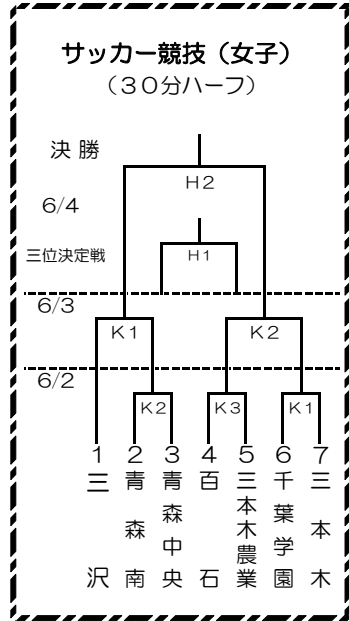 サッカー競技（女子）
（３０分ハーフ）
決 勝
H2
6/4
三位決定戦
H1
6/3
K1
K2
6/2
K2
K3
K1
1 2 3 4 5 6 7
三沢
青森南
青森中央
百石
三本木農業
千葉学園
三本木